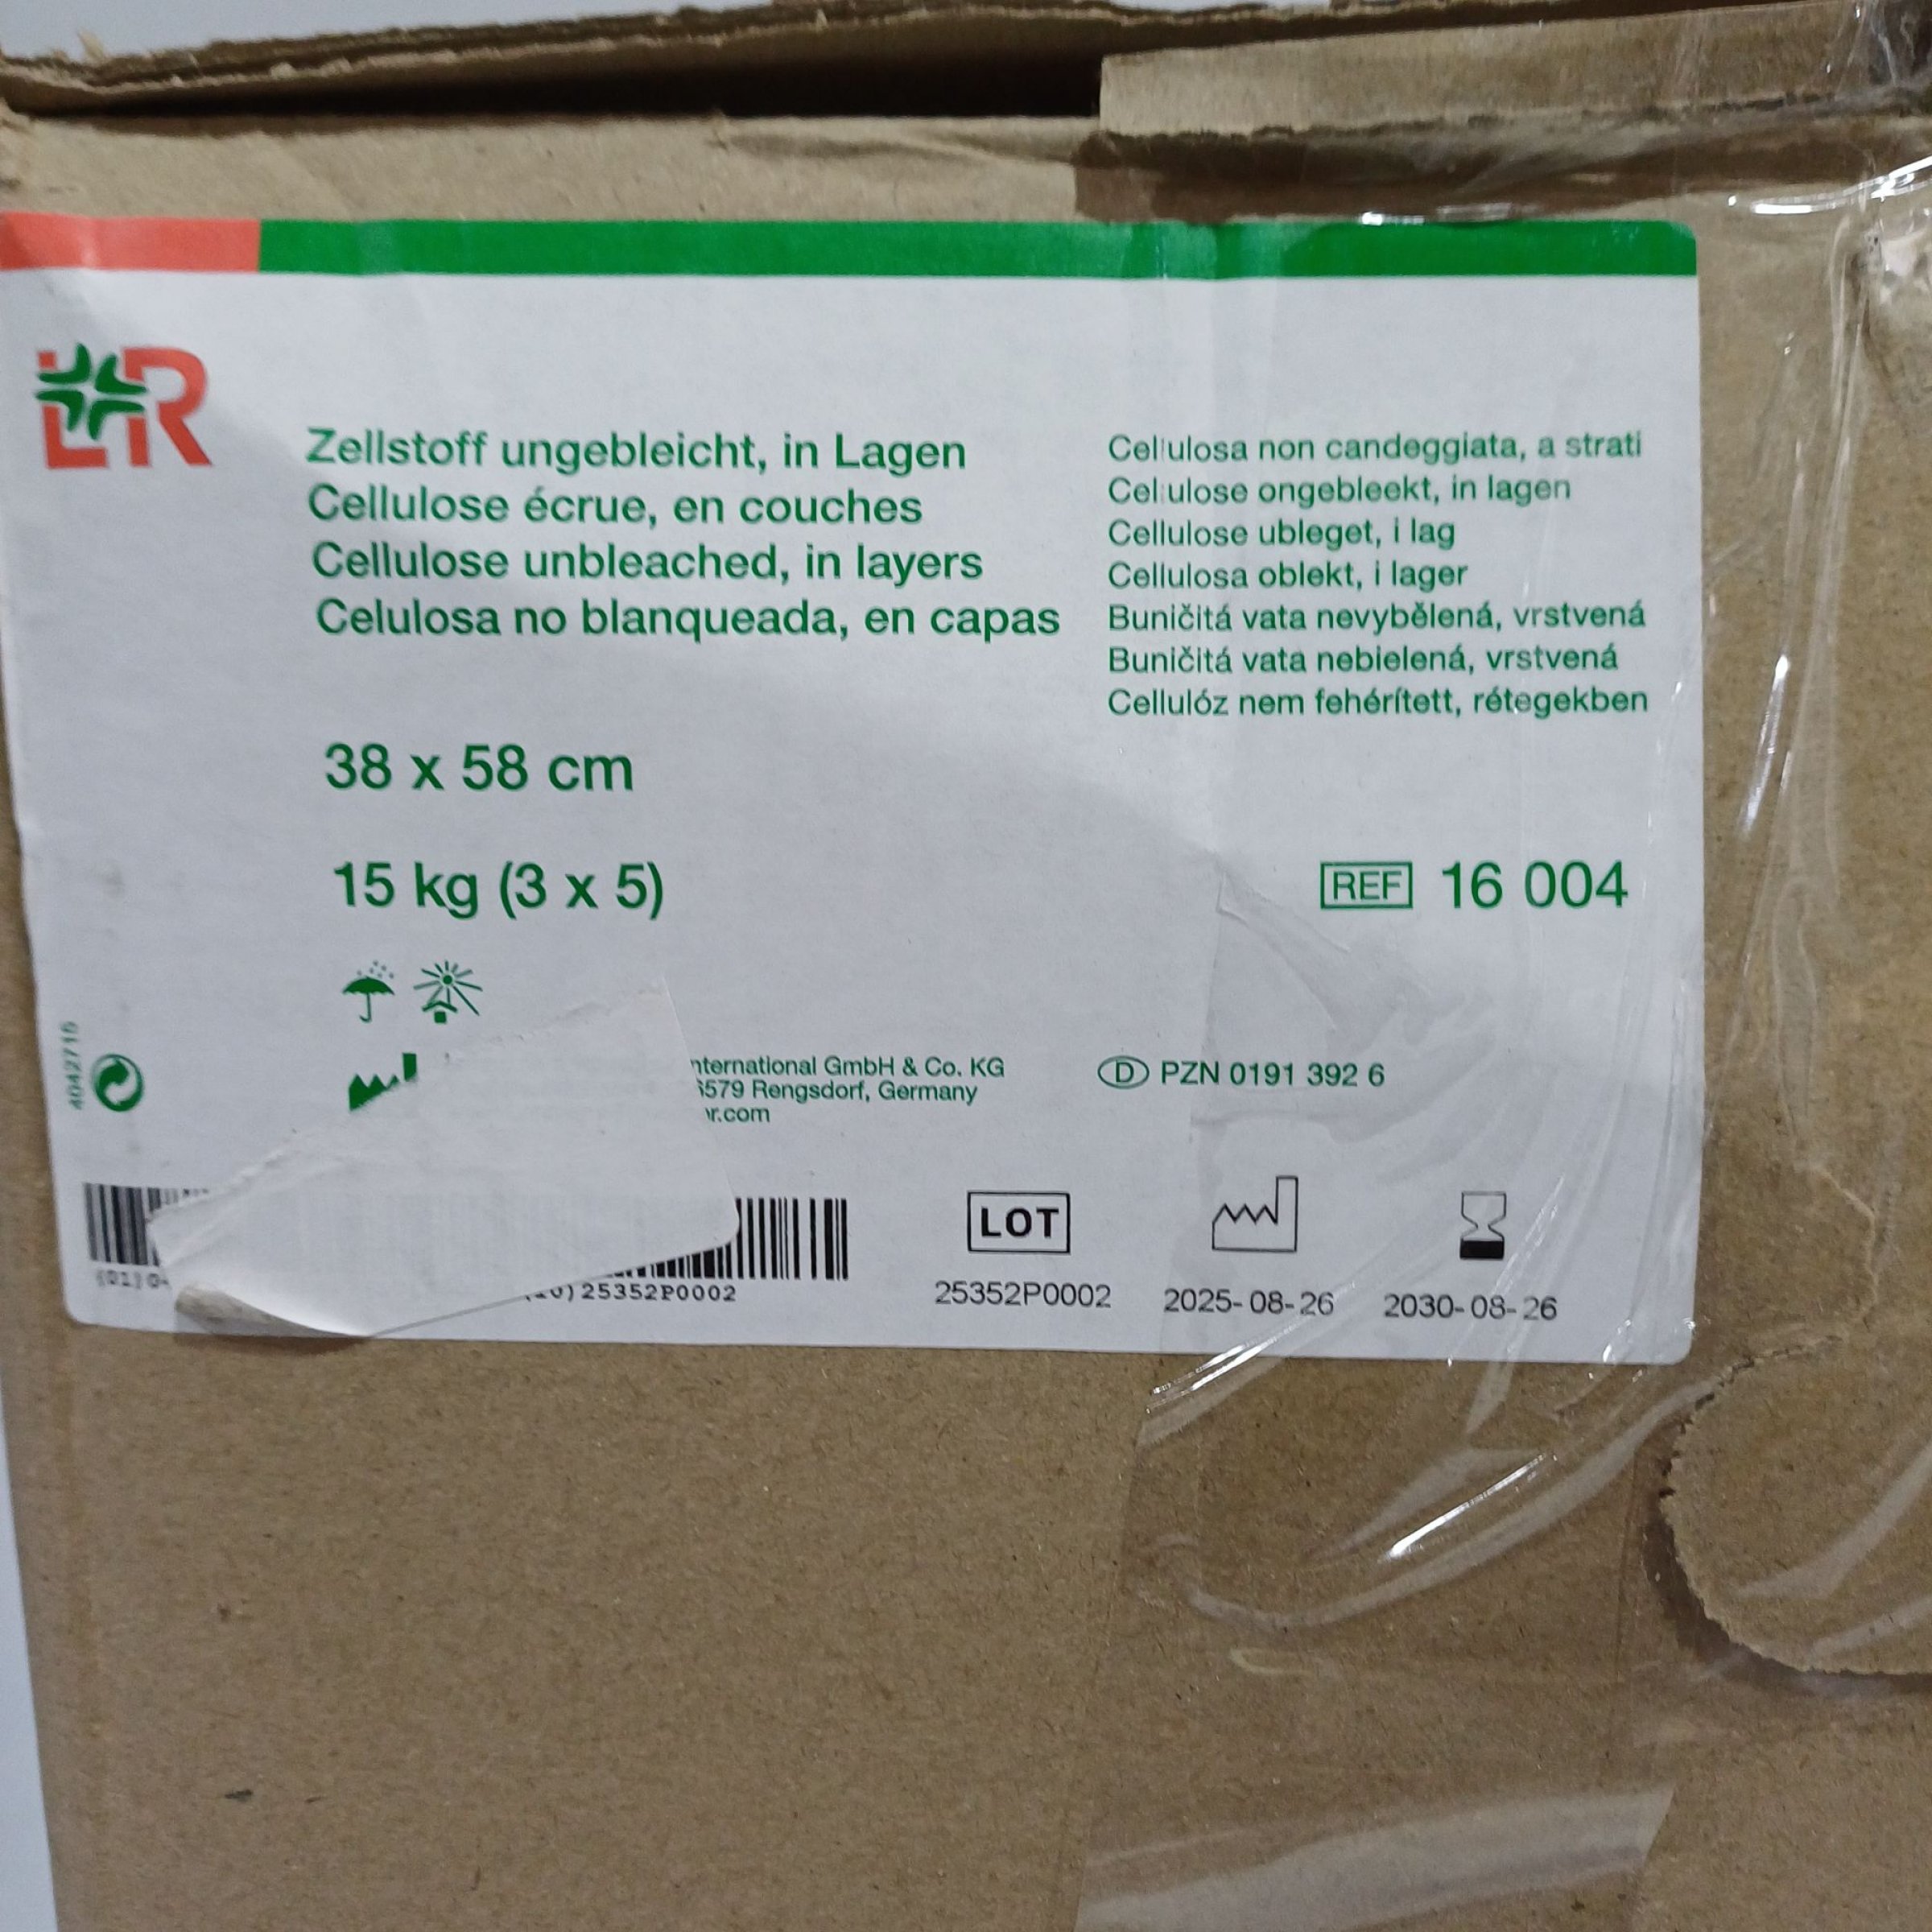 L R
Zellstoff ungebleicht, in Lagen
Cellulose écrue, en couches
Cellulose unbleached, in layers
Celulosa no blanqueada, en capas
Cellulosa non candeggiata, a strati
Cellulose ongebleekt, in lagen
Cellulose ubleget, i lag
Cellulosa oblekt, i lager
Buničitá vata nevybělená, vrstvená
Buničitá vata nebielená, vrstvená
Cellulóz nem fehérített, rétegekben
38 x 58 cm
15 kg (3 x 5)
REF 16 004
GmbH & Co. KG
Rengsdorf, Germany
D PZN 0191 392 6
LOT
25352P0002
25352P0002
2025-08-26
2030-08-26